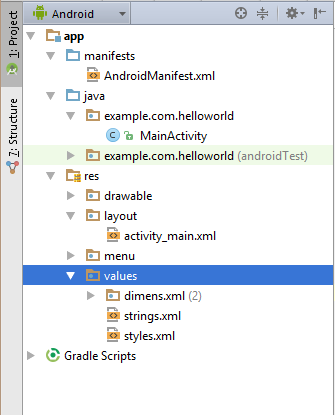 Android
1: Project
7: Structure
app
manifests
AndroidManifest.xml
java
example.com.helloworld
C MainActivity
example.com.helloworld (androidTest)
res
drawable
layout
activity_main.xml
menu
values
dimens.xml (2)
strings.xml
styles.xml
Gradle Scripts